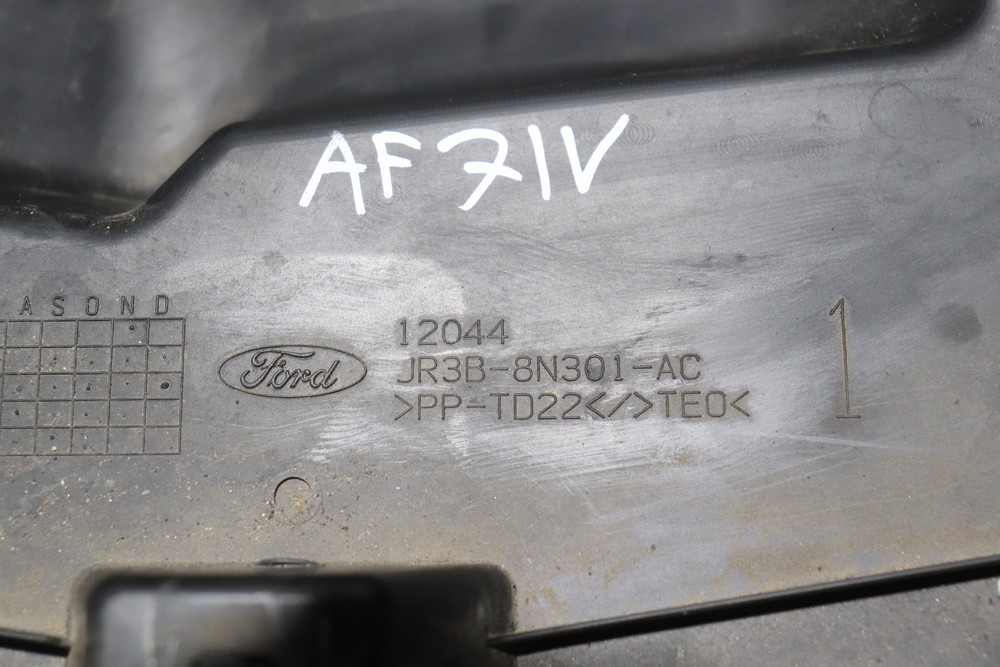 AF71V
A S O N D
Ford
12044
JR3B-8N301-AC
>PP-TD22</>TEO<
1